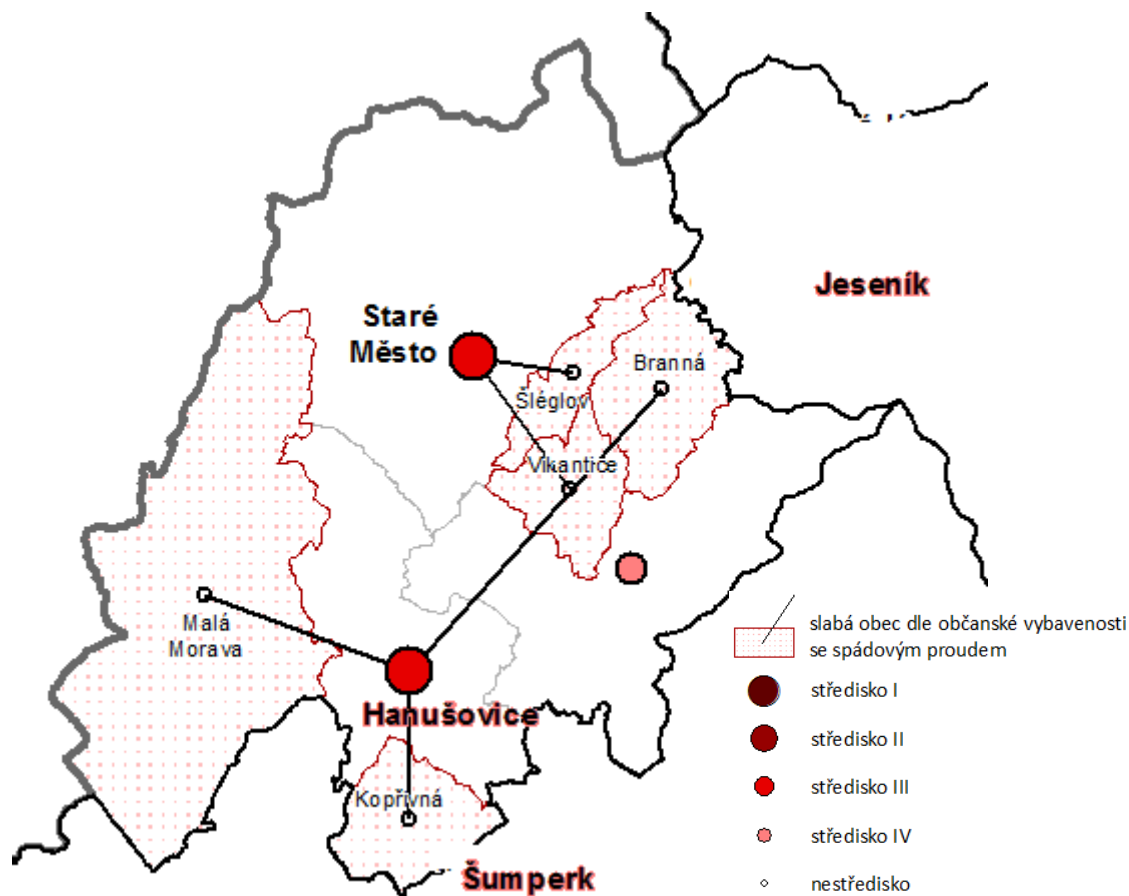 Jeseník
Staré
Město
Branná
Šléglov
Vikantice
Malá
Morava
Hanušovice
Kopřivná
Šumperk
slabá obec dle občanské vybavenosti
se spádovým proudem
středisko I
středisko II
středisko III
středisko IV
nestředisko